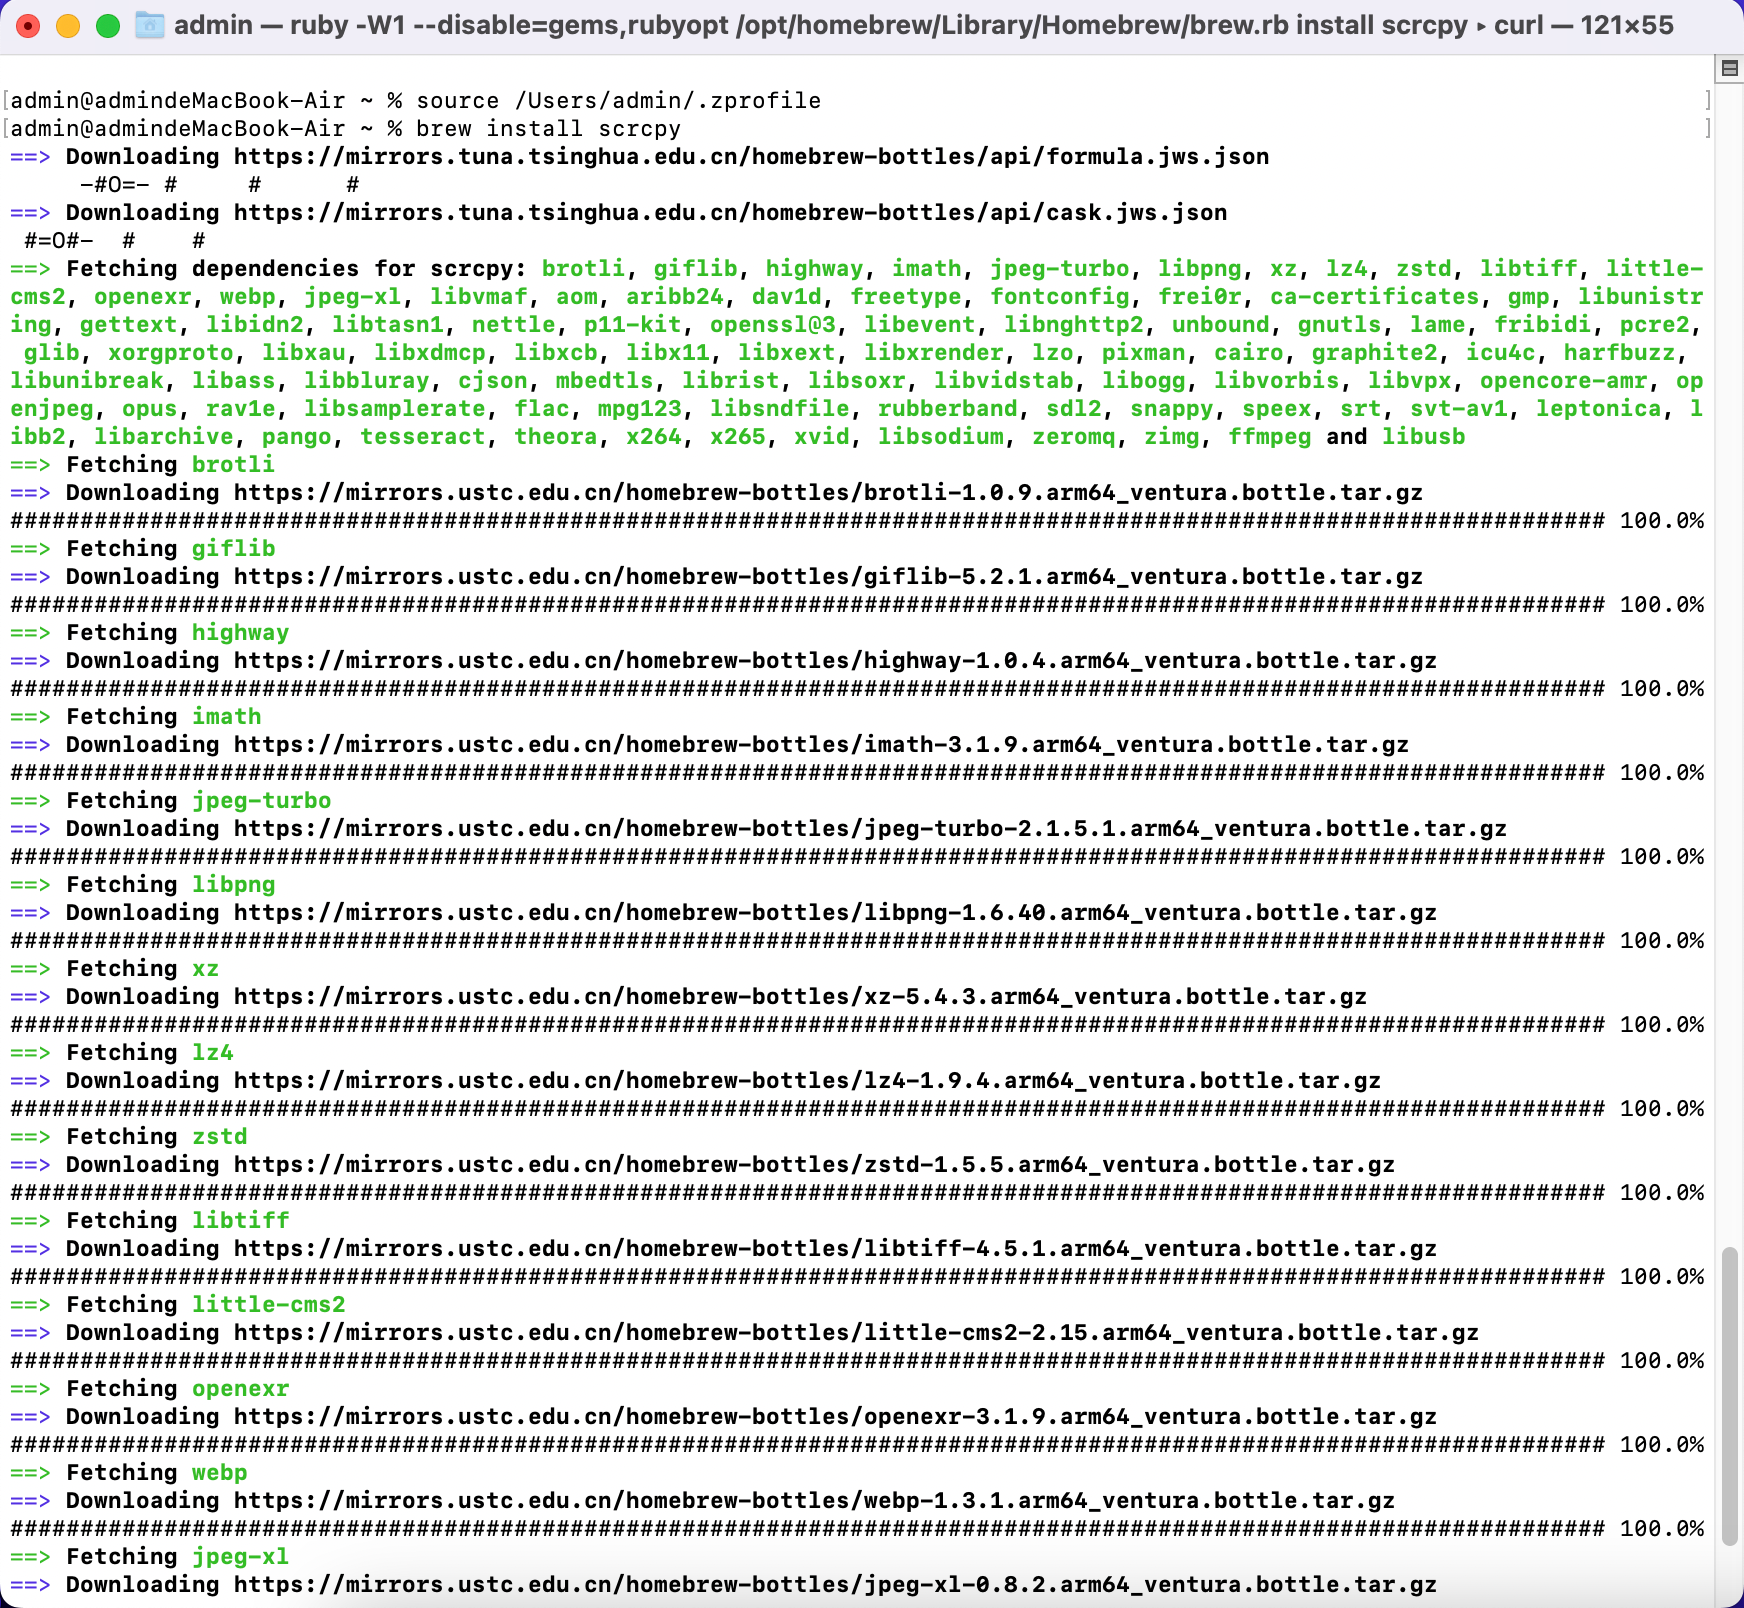 admin — ruby -W1 --disable=gems,rubyopt /opt/homebrew/Library/Homebrew/brew.rb install scrcpy ▸ curl — 121×55
[admin@admindeMacBook-Air ~ % source /Users/admin/.zprofile ]
[admin@admindeMacBook-Air ~ % brew install scrcpy ]
==> Downloading https://mirrors.tuna.tsinghua.edu.cn/homebrew-bottles/api/formula.jws.json
     -#O=- #     #      #
==> Downloading https://mirrors.tuna.tsinghua.edu.cn/homebrew-bottles/api/cask.jws.json
 #=O#-  #    #
==> Fetching dependencies for scrcpy: brotli, giflib, highway, imath, jpeg-turbo, libpng, xz, lz4, zstd, libtiff, little-
cms2, openexr, webp, jpeg-xl, libvmaf, aom, aribb24, dav1d, freetype, fontconfig, frei0r, ca-certificates, gmp, libunistr
ing, gettext, libidn2, libtasn1, nettle, p11-kit, openssl@3, libevent, libnghttp2, unbound, gnutls, lame, fribidi, pcre2,
 glib, xorgproto, libxau, libxdmcp, libxcb, libx11, libxext, libxrender, lzo, pixman, cairo, graphite2, icu4c, harfbuzz,
libunibreak, libass, libbluray, cjson, mbedtls, librist, libsoxr, libvidstab, libogg, libvorbis, libvpx, opencore-amr, op
enjpeg, opus, rav1e, libsamplerate, flac, mpg123, libsndfile, rubberband, sdl2, snappy, speex, srt, svt-av1, leptonica, l
ibb2, libarchive, pango, tesseract, theora, x264, x265, xvid, libsodium, zeromq, zimg, ffmpeg and libusb
==> Fetching brotli
==> Downloading https://mirrors.ustc.edu.cn/homebrew-bottles/brotli-1.0.9.arm64_ventura.bottle.tar.gz
################################################################################################################## 100.0%
==> Fetching giflib
==> Downloading https://mirrors.ustc.edu.cn/homebrew-bottles/giflib-5.2.1.arm64_ventura.bottle.tar.gz
################################################################################################################## 100.0%
==> Fetching highway
==> Downloading https://mirrors.ustc.edu.cn/homebrew-bottles/highway-1.0.4.arm64_ventura.bottle.tar.gz
################################################################################################################## 100.0%
==> Fetching imath
==> Downloading https://mirrors.ustc.edu.cn/homebrew-bottles/imath-3.1.9.arm64_ventura.bottle.tar.gz
################################################################################################################## 100.0%
==> Fetching jpeg-turbo
==> Downloading https://mirrors.ustc.edu.cn/homebrew-bottles/jpeg-turbo-2.1.5.1.arm64_ventura.bottle.tar.gz
################################################################################################################## 100.0%
==> Fetching libpng
==> Downloading https://mirrors.ustc.edu.cn/homebrew-bottles/libpng-1.6.40.arm64_ventura.bottle.tar.gz
################################################################################################################## 100.0%
==> Fetching xz
==> Downloading https://mirrors.ustc.edu.cn/homebrew-bottles/xz-5.4.3.arm64_ventura.bottle.tar.gz
################################################################################################################## 100.0%
==> Fetching lz4
==> Downloading https://mirrors.ustc.edu.cn/homebrew-bottles/lz4-1.9.4.arm64_ventura.bottle.tar.gz
################################################################################################################## 100.0%
==> Fetching zstd
==> Downloading https://mirrors.ustc.edu.cn/homebrew-bottles/zstd-1.5.5.arm64_ventura.bottle.tar.gz
################################################################################################################## 100.0%
==> Fetching libtiff
==> Downloading https://mirrors.ustc.edu.cn/homebrew-bottles/libtiff-4.5.1.arm64_ventura.bottle.tar.gz
################################################################################################################## 100.0%
==> Fetching little-cms2
==> Downloading https://mirrors.ustc.edu.cn/homebrew-bottles/little-cms2-2.15.arm64_ventura.bottle.tar.gz
################################################################################################################## 100.0%
==> Fetching openexr
==> Downloading https://mirrors.ustc.edu.cn/homebrew-bottles/openexr-3.1.9.arm64_ventura.bottle.tar.gz
################################################################################################################## 100.0%
==> Fetching webp
==> Downloading https://mirrors.ustc.edu.cn/homebrew-bottles/webp-1.3.1.arm64_ventura.bottle.tar.gz
################################################################################################################## 100.0%
==> Fetching jpeg-xl
==> Downloading https://mirrors.ustc.edu.cn/homebrew-bottles/jpeg-xl-0.8.2.arm64_ventura.bottle.tar.gz